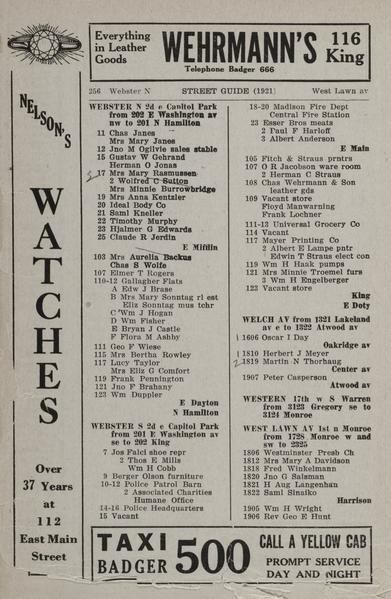 Everything
in Leather
Goods
WEHRMANN'S
116
King
Telephone Badger 666
NELSON'S
WATCHES
Over
37 Years
at
112
East Main
Street
256 Webster N STREET GUIDE (1921) West Lawn av
WEBSTER N 2d e Capitol Park
from 202 E Washington av
nw to 201 N Hamilton
11 Chas Janes
Mrs Mary Janes
12 Jno M Ogilvie sales stable
15 Gustav W Gehrand
Herman O Jonas
17 Mrs Mary Rasmussen
2 Wolfred C Sutton
Mrs Minnie Burrowbridge
19 Mrs Anna Kentzler
20 Ideal Body Co
21 Saml Kneller
22 Timothy Murphy
23 Hjalmer G Edwards
25 Claude R Jerdin
E Mifflin
103 Mrs Aurelia Backus
Chas S Wolfe
107 Elmer T Rogers
110-12 Gallagher Flats
A Edw J Brase
B Mrs Mary Sonntag rl est
Eliz Sonntag mus tchr
C Wm J Hogan
D Wm Fisher
E Bryan J Castle
F Flora M Ashby
111 Geo F Wiese
115 Mrs Bertha Rowley
117 Lucy Taylor
Mrs Eliz G Comfort
119 Frank Pennington
121 Jno F Brahany
123 Wm Duppler
E Dayton
N Hamilton
WEBSTER S 2d e Capitol Park
from 201 E Washington av
se to 202 King
7 Jos Falci shoe repr
2 Thos E Mills
Wm H Cobb
9 Berger Olson furniture
10-12 Police Patrol Barn
2 Associated Charities
Humane Office
14-16 Police Headquarters
15 Vacant
18-20 Madison Fire Dept
Central Fire Station
23 Esser Bros meats
2 Paul F Harloff
3 Albert Anderson
E Main
105 Fitch & Straus prntrs
107 O R Jacobson ware room
2 Herman C Straus
108 Chas Wehrmann & Son
leather gds
109 Vacant store
Floyd Manwarning
Frank Lochner
111-13 Universal Grocery Co
114 Vacant
117 Mayer Printing Co
2 Albert E Lampe pntr
Edwin T Straus elect con
119 Wm H Haak pumps
121 Mrs Minnie Troemel furs
3 Wm H Engelberger
123 Vacant store
King
E Doty
WELCH AV from 1321 Lakeland
av e to 1322 Atwood av
1606 Oscar I Day
Oakridge av
1810 Herbert J Meyer
1819 Martin N Thorhaug
Center av
1907 Peter Casperson
Atwood av
WESTERN 17th w S Warren
from 3123 Gregory se to
3124 Monroe
WEST LAWN AV 1st n Monroe
from 1728 Monroe w and
sw to 2325
1806 Westminster Presb Ch
1812 Mrs Mary A Davidson
1818 Fred Winkelmann
1820 Jno G Salsman
1821 H Aug Langenhan
1822 Saml Sinaiko
Harrison
1905 Wm H Wright
1906 Rev Geo E Hunt
TAXI
BADGER
500
CALL A YELLOW CAB
PROMPT SERVICE
DAY AND NIGHT